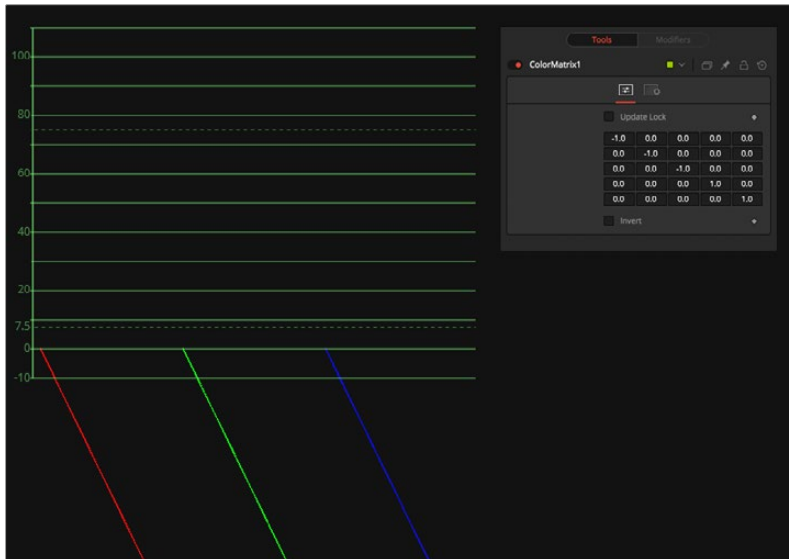 100
80
60
40
20
7.5
0
-10
Tools Modifiers
ColorMatrix1
Update Lock
-1.0 0.0 0.0 0.0 0.0
0.0 -1.0 0.0 0.0 0.0
0.0 0.0 -1.0 0.0 0.0
0.0 0.0 0.0 1.0 0.0
0.0 0.0 0.0 0.0 1.0
Invert